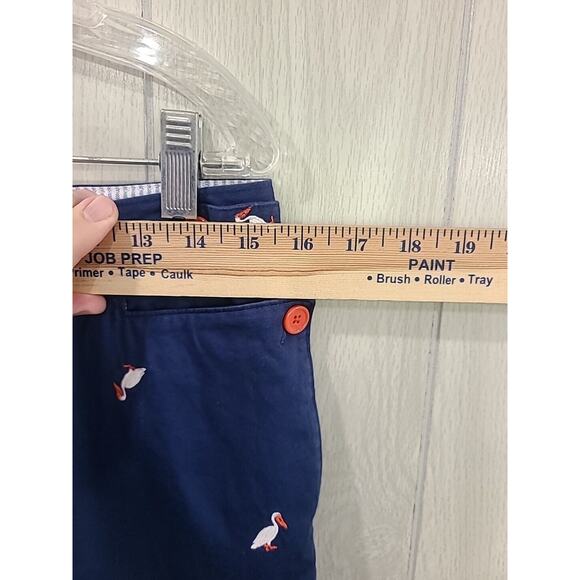 13 14 15 16 17 18 19
JOB PREP PAINT
rimer • Tape • Caulk • Brush • Roller • Tray